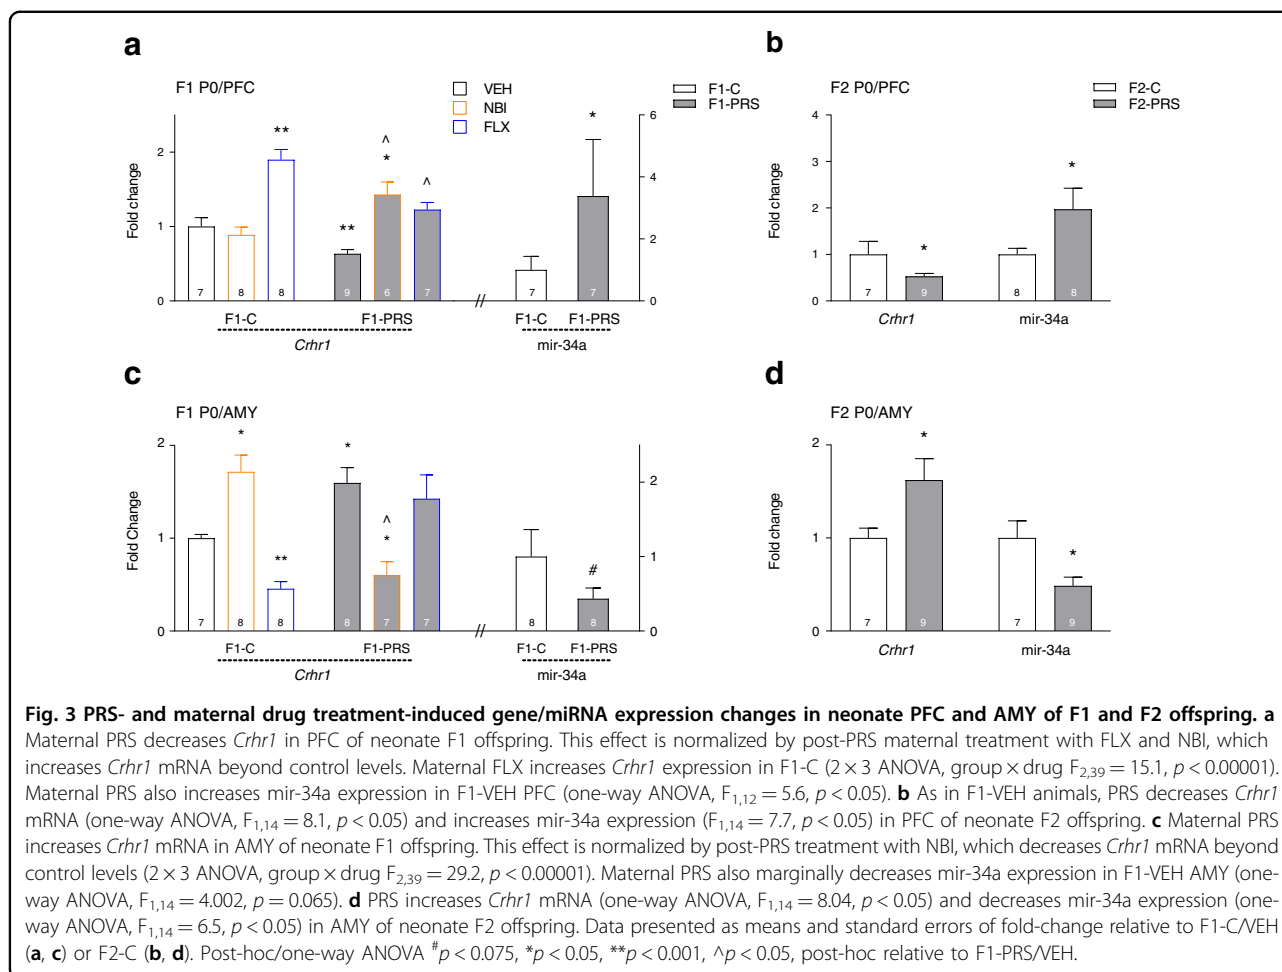 a
F1 P0/PFC
VEH
NBI
FLX
F1-C
F1-PRS
Fold change
2
1
0
**
**
^
*
^
*
6
4
2
0
7
8
8
9
6
7
7
7
F1-C
F1-PRS
F1-C
F1-PRS
Crhr1
mir-34a
b
F2 P0/PFC
F2-C
F2-PRS
Fold change
4
3
2
1
0
*
*
7
9
8
8
Crhr1
mir-34a
c
F1 P0/AMY
Fold Change
2
1
0
*
**
*
^
*
#
2
1
0
7
8
8
8
7
7
8
8
F1-C
F1-PRS
F1-C
F1-PRS
Crhr1
mir-34a
d
F2 P0/AMY
Fold Change
2
1
0
*
*
7
9
7
9
Crhr1
mir-34a
Fig. 3 PRS- and maternal drug treatment-induced gene/miRNA expression changes in neonate PFC and AMY of F1 and F2 offspring. a
Maternal PRS decreases Crhr1 in PFC of neonate F1 offspring. This effect is normalized by post-PRS maternal treatment with FLX and NBI, which
increases Crhr1 mRNA beyond control levels. Maternal FLX increases Crhr1 expression in F1-C (2 × 3 ANOVA, group × drug F2,39 = 15.1, p < 0.00001).
Maternal PRS also increases mir-34a expression in F1-VEH PFC (one-way ANOVA, F1,12 = 5.6, p < 0.05). b As in F1-VEH animals, PRS decreases Crhr1
mRNA (one-way ANOVA, F1,14 = 8.1, p < 0.05) and increases mir-34a expression (F1,14 = 7.7, p < 0.05) in PFC of neonate F2 offspring. c Maternal PRS
increases Crhr1 mRNA in AMY of neonate F1 offspring. This effect is normalized by post-PRS treatment with NBI, which decreases Crhr1 mRNA beyond
control levels (2 × 3 ANOVA, group × drug F2,39 = 29.2, p < 0.00001). Maternal PRS also marginally decreases mir-34a expression in F1-VEH AMY (one-
way ANOVA, F1,14 = 4.002, p = 0.065). d PRS increases Crhr1 mRNA (one-way ANOVA, F1,14 = 8.04, p < 0.05) and decreases mir-34a expression (one-
way ANOVA, F1,14 = 6.5, p < 0.05) in AMY of neonate F2 offspring. Data presented as means and standard errors of fold-change relative to F1-C/VEH
(a, c) or F2-C (b, d). Post-hoc/one-way ANOVA #p < 0.075, *p < 0.05, **p < 0.001, ^p < 0.05, post-hoc relative to F1-PRS/VEH.